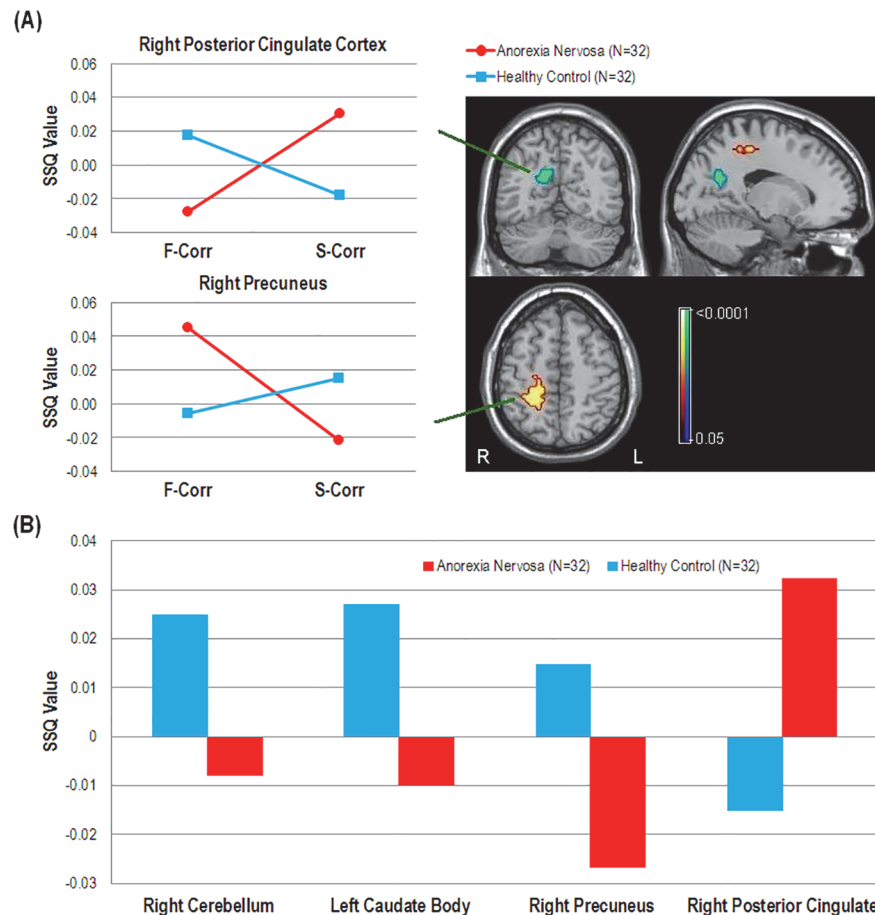 (A)
Right Posterior Cingulate Cortex
0.06
0.04
0.02
0.00
-0.02
-0.04
SSQ Value
F-Corr S-Corr
Right Precuneus
0.06
0.04
0.02
0.00
-0.02
-0.04
SSQ Value
F-Corr S-Corr
Anorexia Nervosa (N=32)
Healthy Control (N=32)
<0.0001
0.05
R L
(B)
Anorexia Nervosa (N=32) Healthy Control (N=32)
0.04
0.03
0.02
0.01
0
-0.01
-0.02
-0.03
SSQ Value
Right Cerebellum Left Caudate Body Right Precuneus Right Posterior Cingulate